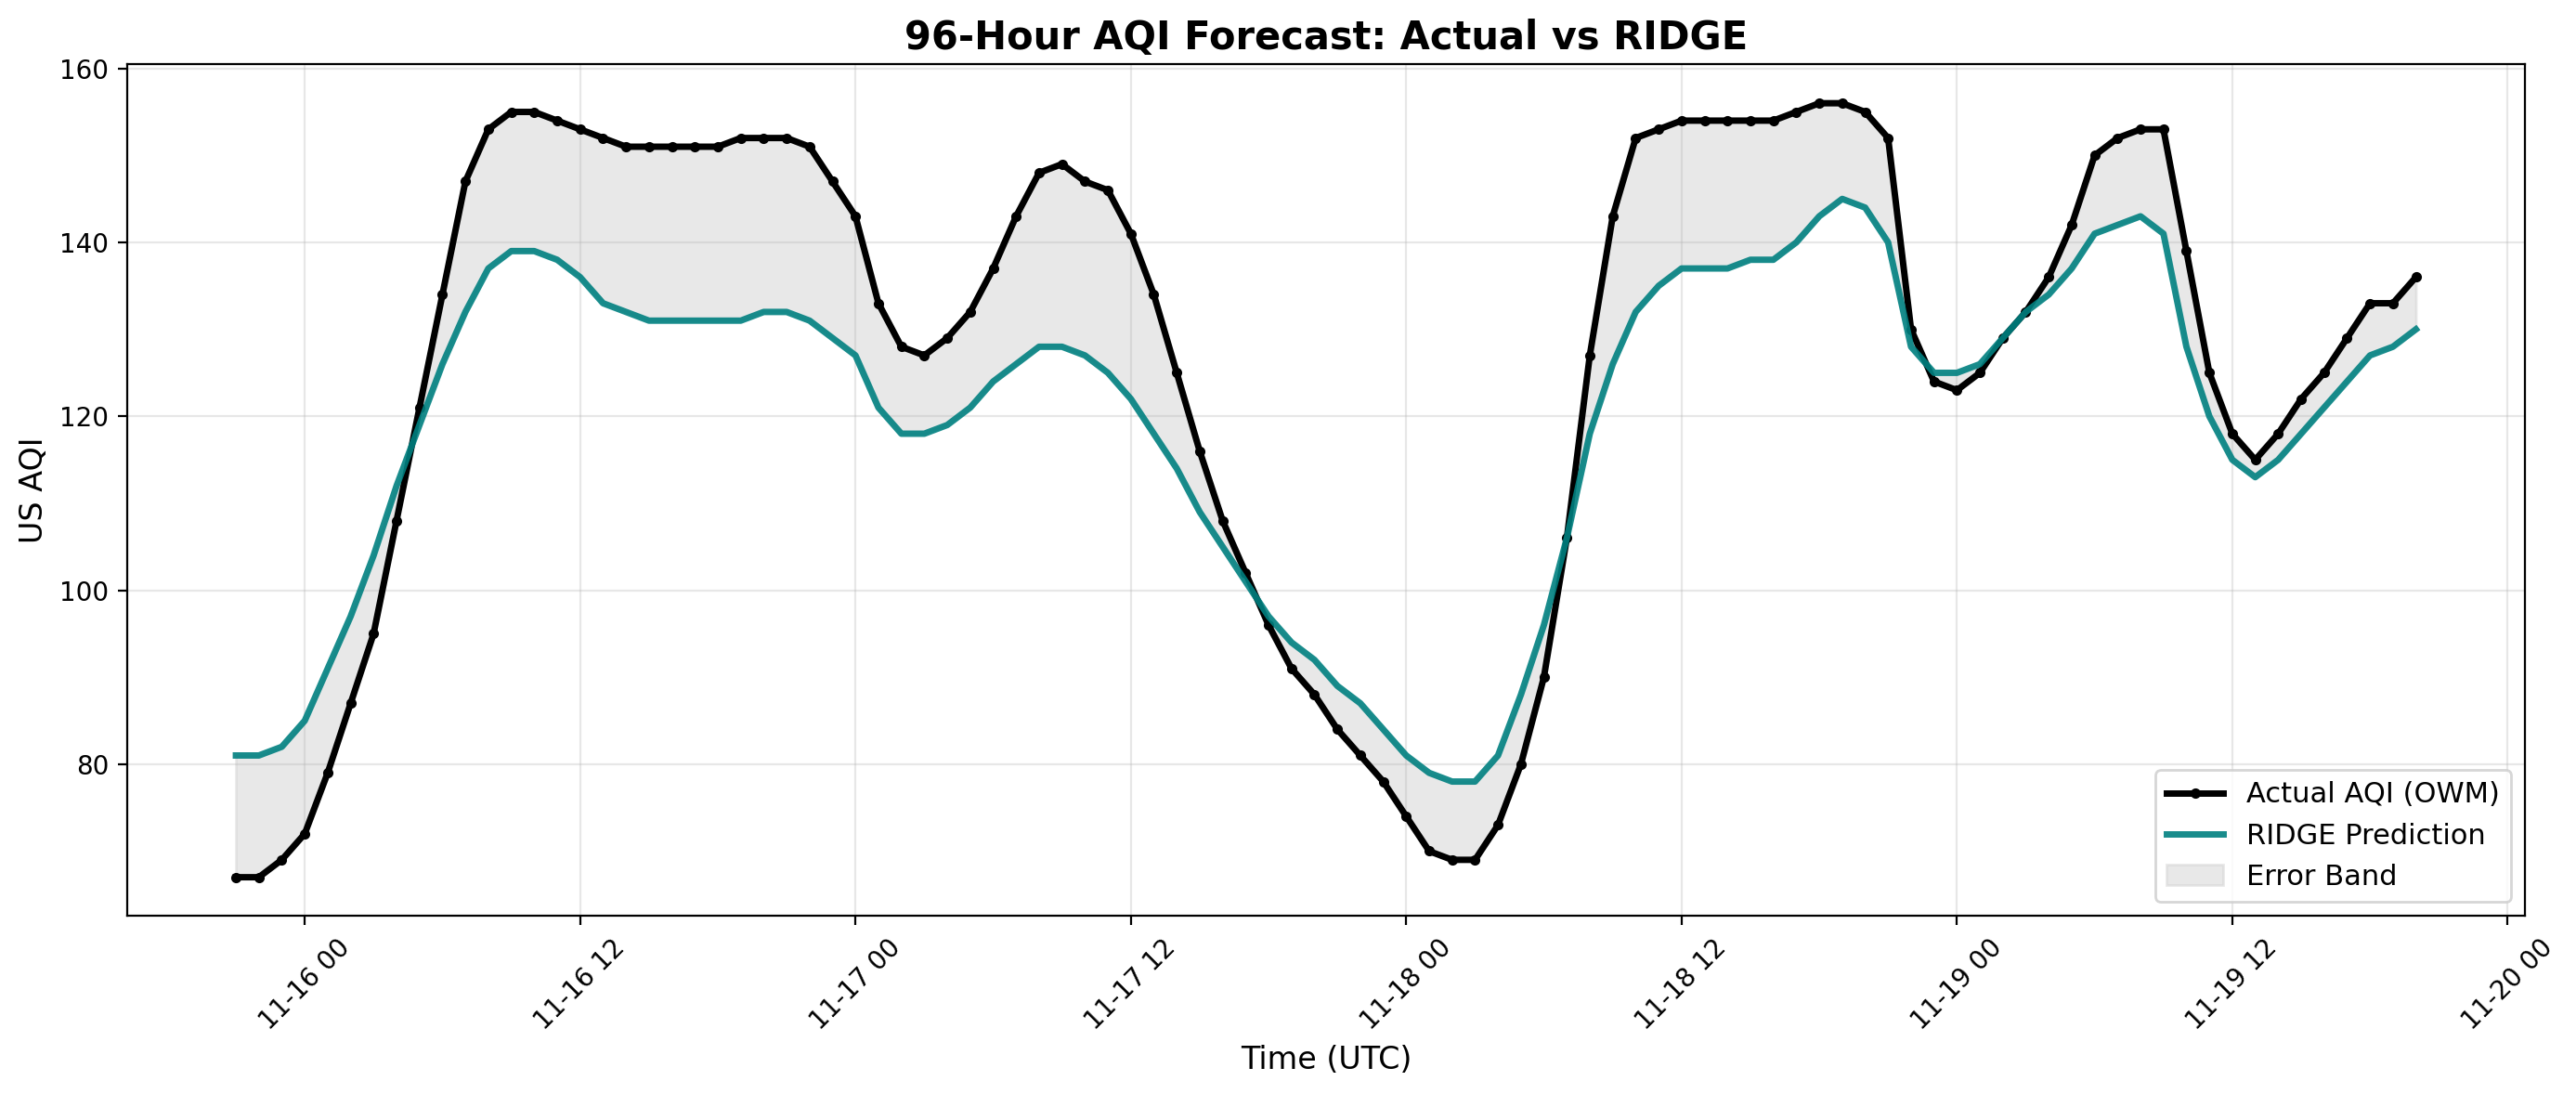 96-Hour AQI Forecast: Actual vs RIDGE
US AQI
160
140
120
100
80
Actual AQI (OWM)
RIDGE Prediction
Error Band
11-16 00
11-16 12
11-17 00
11-17 12
11-18 00
11-18 12
11-19 00
11-19 12
11-20 00
Time (UTC)